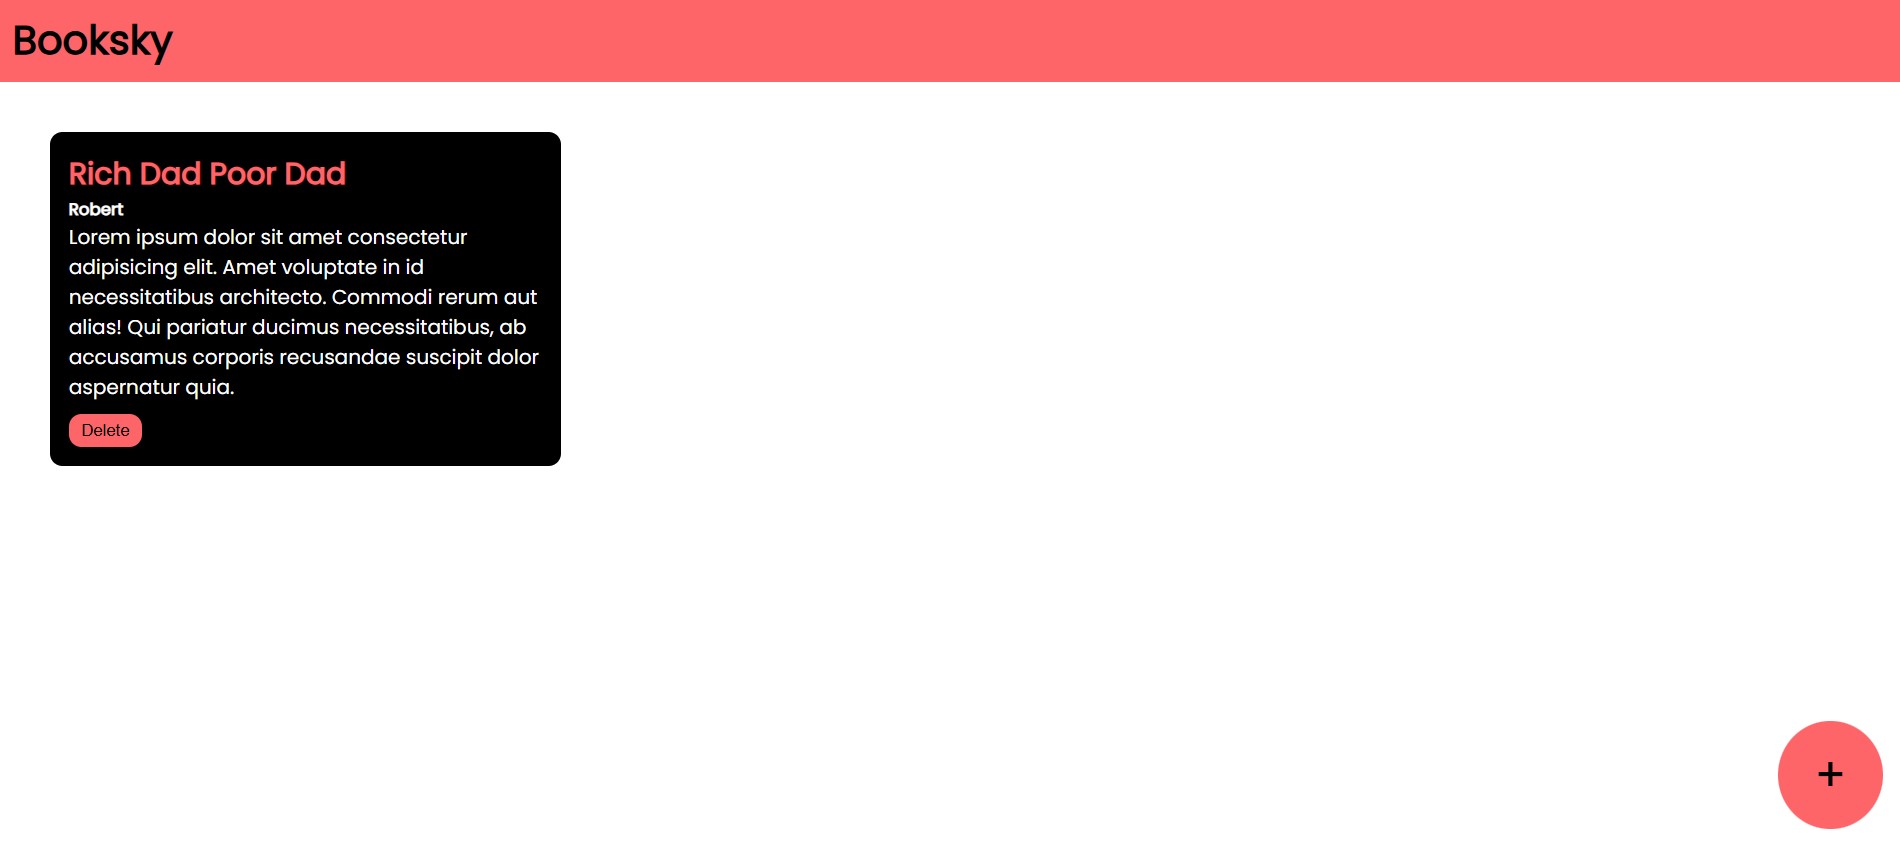 Booksky
Rich Dad Poor Dad
Robert
Lorem ipsum dolor sit amet consectetur
adipisicing elit. Amet voluptate in id
necessitatibus architecto. Commodi rerum aut
alias! Qui pariatur ducimus necessitatibus, ab
accusamus corporis recusandae suscipit dolor
aspernatur quia.
Delete
+